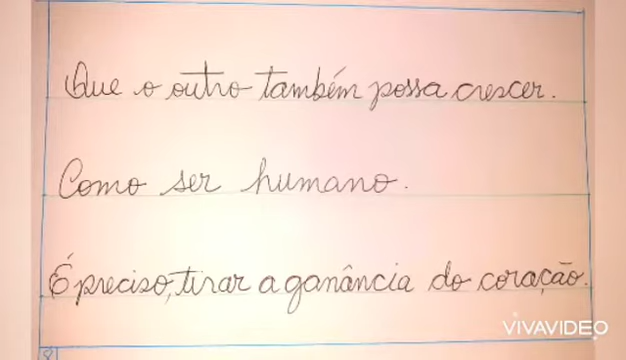 Que o outro também possa crescer.
Como ser humano.
É preciso, tirar a ganância do coração.
VIVAVIDEO